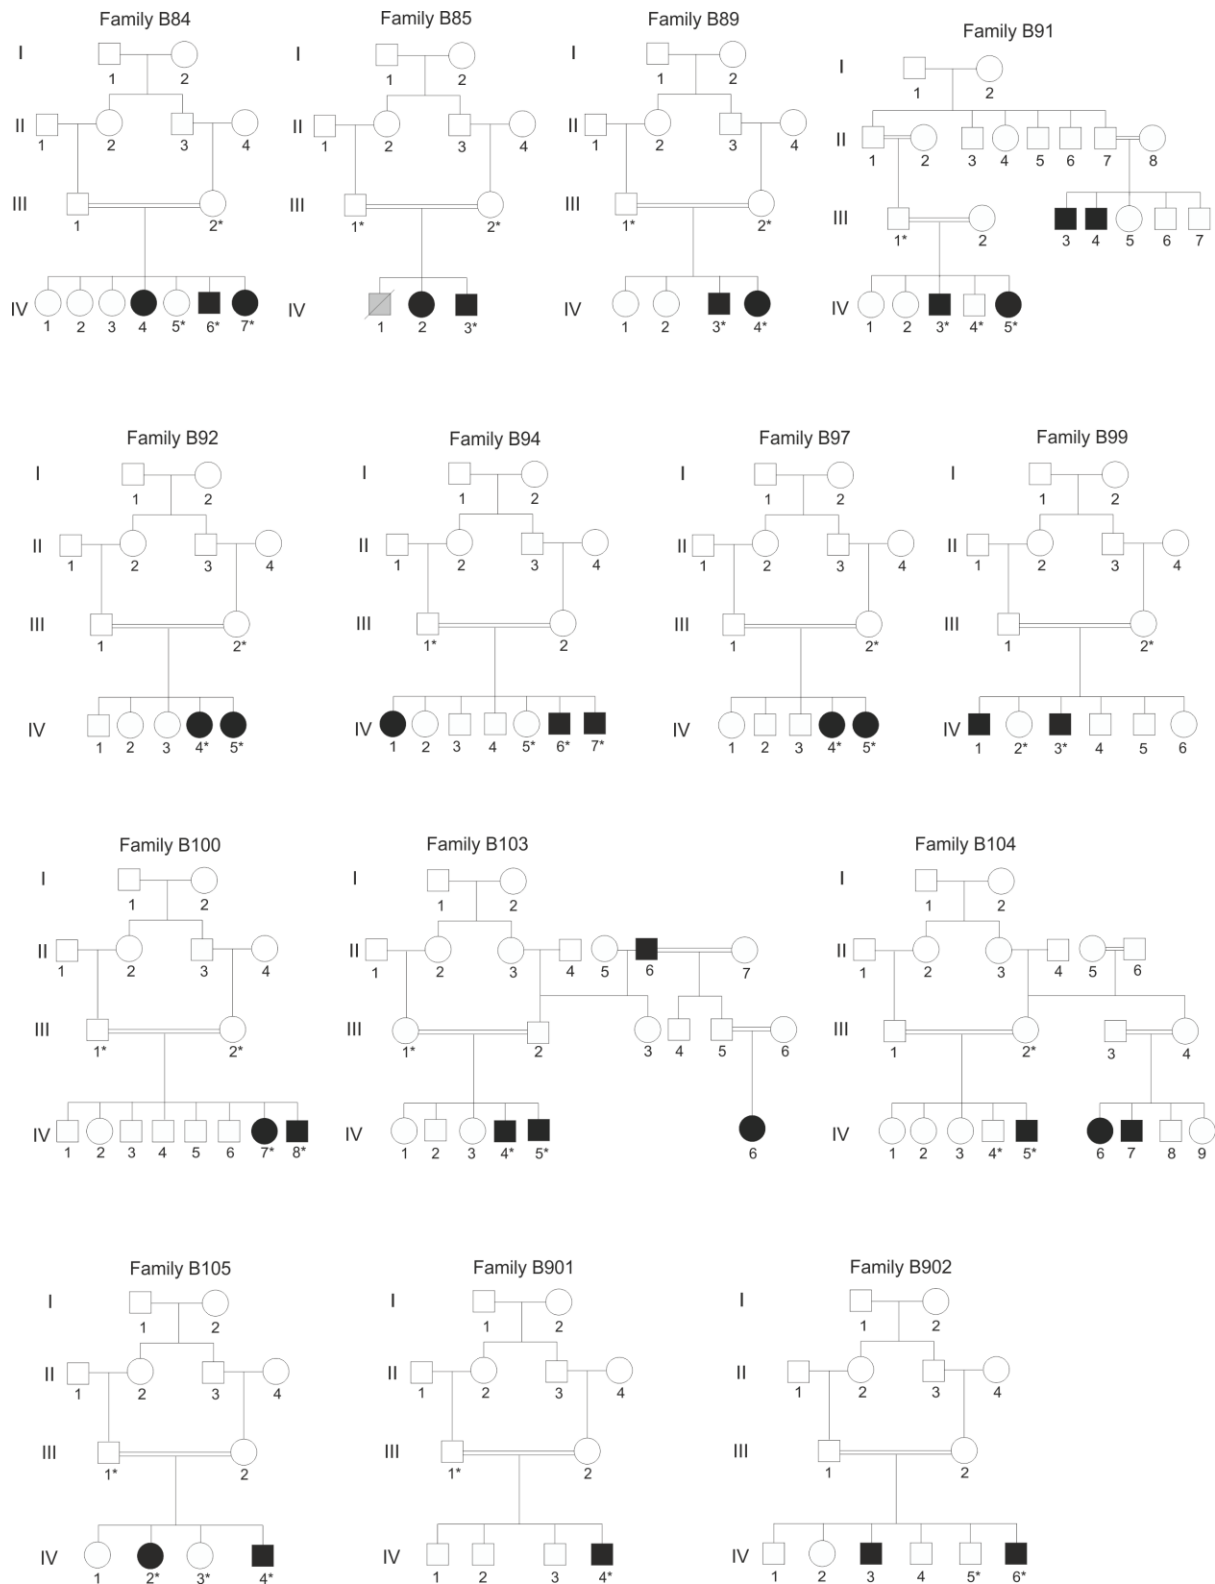 Family B84 Family B85 Family B89 Family B91
I
1 2 1 2 1 2 1 2
II
1 2 3 4 1 2 3 4 1 2 3 4 1 2 3 4 5 6 7 8
III
1 2* 1* 2* 1* 2* 1* 2 3 4 5 6 7
IV
1 2 3 4 5* 6* 7* 1 2 3* 1 2 3* 4* 1 2 3* 4* 5*
I II III IV
I II III IV
I II III IV
Family B92 Family B94 Family B97 Family B99
I I I I
1 2 1 2 1 2 1 2
II II II II
1 2 3 4 1 2 3 4 1 2 3 4 1 2 3 4
III III III III
1 2* 1* 2 1 2* 1 2*
IV IV IV IV
1 2 3 4* 5* 1 2 3 4 5* 6* 7* 1 2 3 4* 5* 1 2* 3* 4 5 6
Family B100 Family B103 Family B104
I I I
1 2 1 2 1 2
II II II
1 2 3 4 1 2 3 4 5 6 7 1 2 3 4 5 6
III III III
1* 2* 1* 2 3 4 5 6 1 2* 3 4
IV IV IV
1 2 3 4 5 6 7* 8* 1 2 3 4* 5* 6 1 2 3 4* 5* 6 7 8 9
Family B105 Family B901 Family B902
I I I
1 2 1 2 1 2
II II II
1 2 3 4 1 2 3 4 1 2 3 4
III III III
1* 2 1* 2 1 2
IV IV IV
1 2* 3* 4* 1 2 3 4* 1 2 3 4 5* 6*